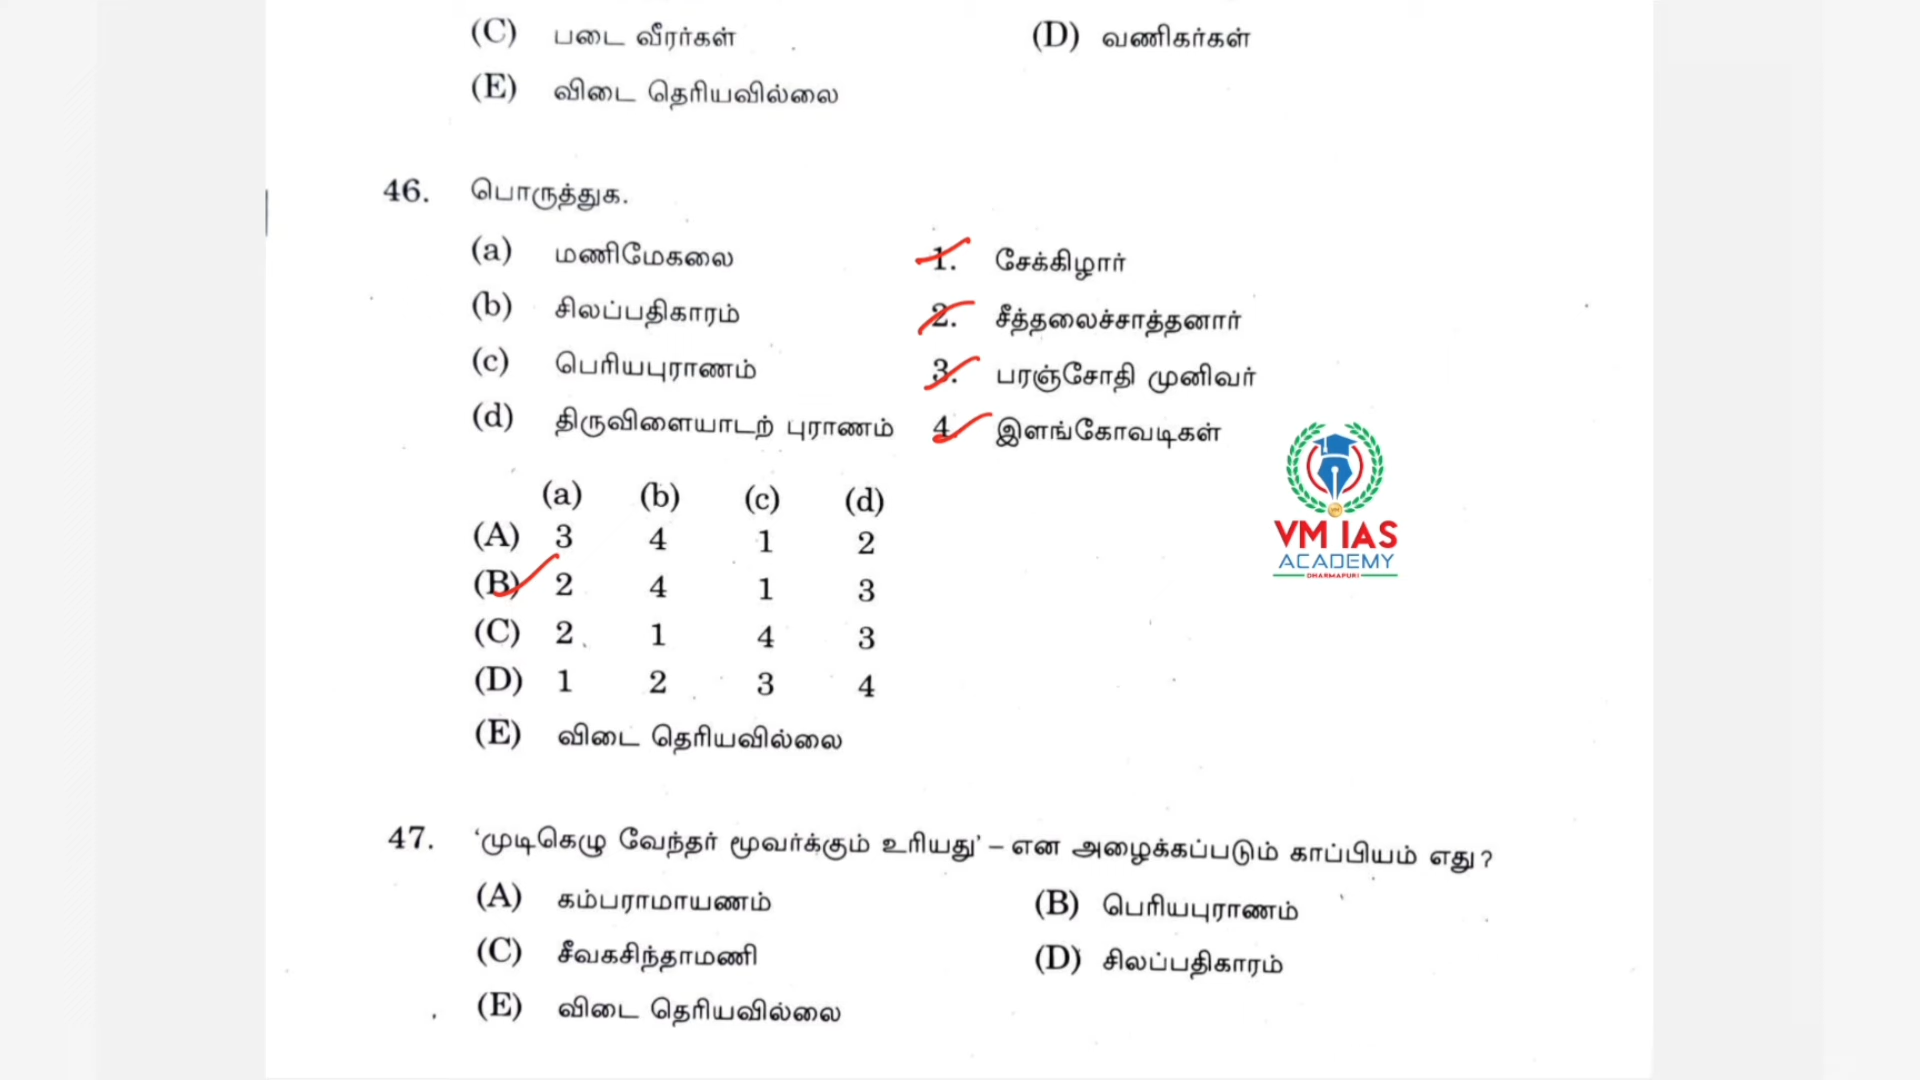 (C) படை வீரர்கள் (D) வணிகர்கள்
(E) விடை தெரியவில்லை
46. பொருத்துக.
(a) மணிமேகலை 1. சேக்கிழார்
(b) சிலப்பதிகாரம் 2. சீத்தலைச்சாத்தனார்
(c) பெரியபுராணம் 3. பரஞ்சோதி முனிவர்
(d) திருவிளையாடற் புராணம் 4 இளங்கோவடிகள்
(a) (b) (c) (d)
(A) 3 4 1 2
(B) 2 4 1 3
(C) 2 1 4 3
(D) 1 2 3 4
(E) விடை தெரியவில்லை
VM IAS
ACADEMY
DHARMAPURI
47. ‘முடிகெழு வேந்தர் மூவர்க்கும் உரியது’ – என அழைக்கப்படும் காப்பியம் எது?
(A) கம்பராமாயணம் (B) பெரியபுராணம்
(C) சீவகசிந்தாமணி (D) சிலப்பதிகாரம்
(E) விடை தெரியவில்லை